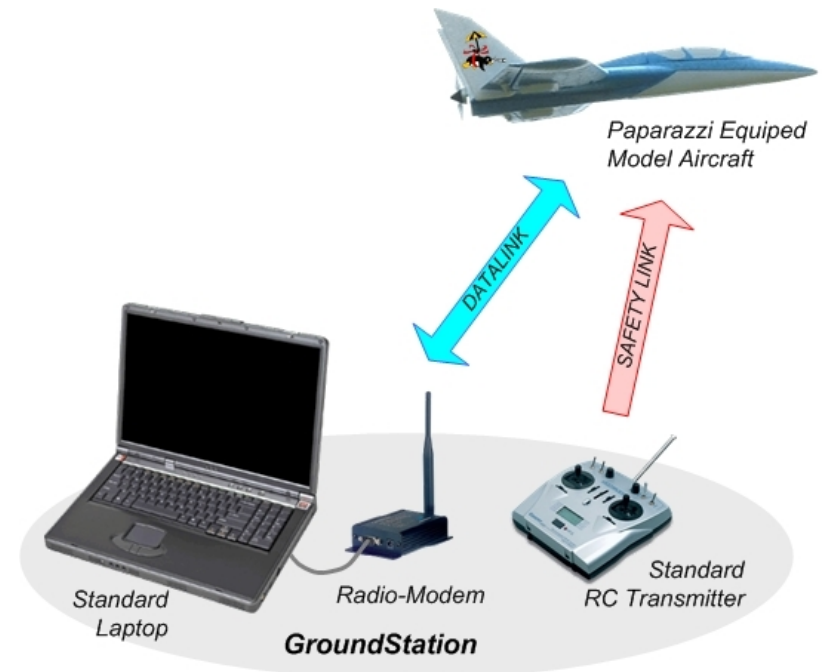 Paparazzi Equiped
Model Aircraft
DATALINK
SAFETY LINK
Standard
Laptop
Radio-Modem
Standard
RC Transmitter
GroundStation